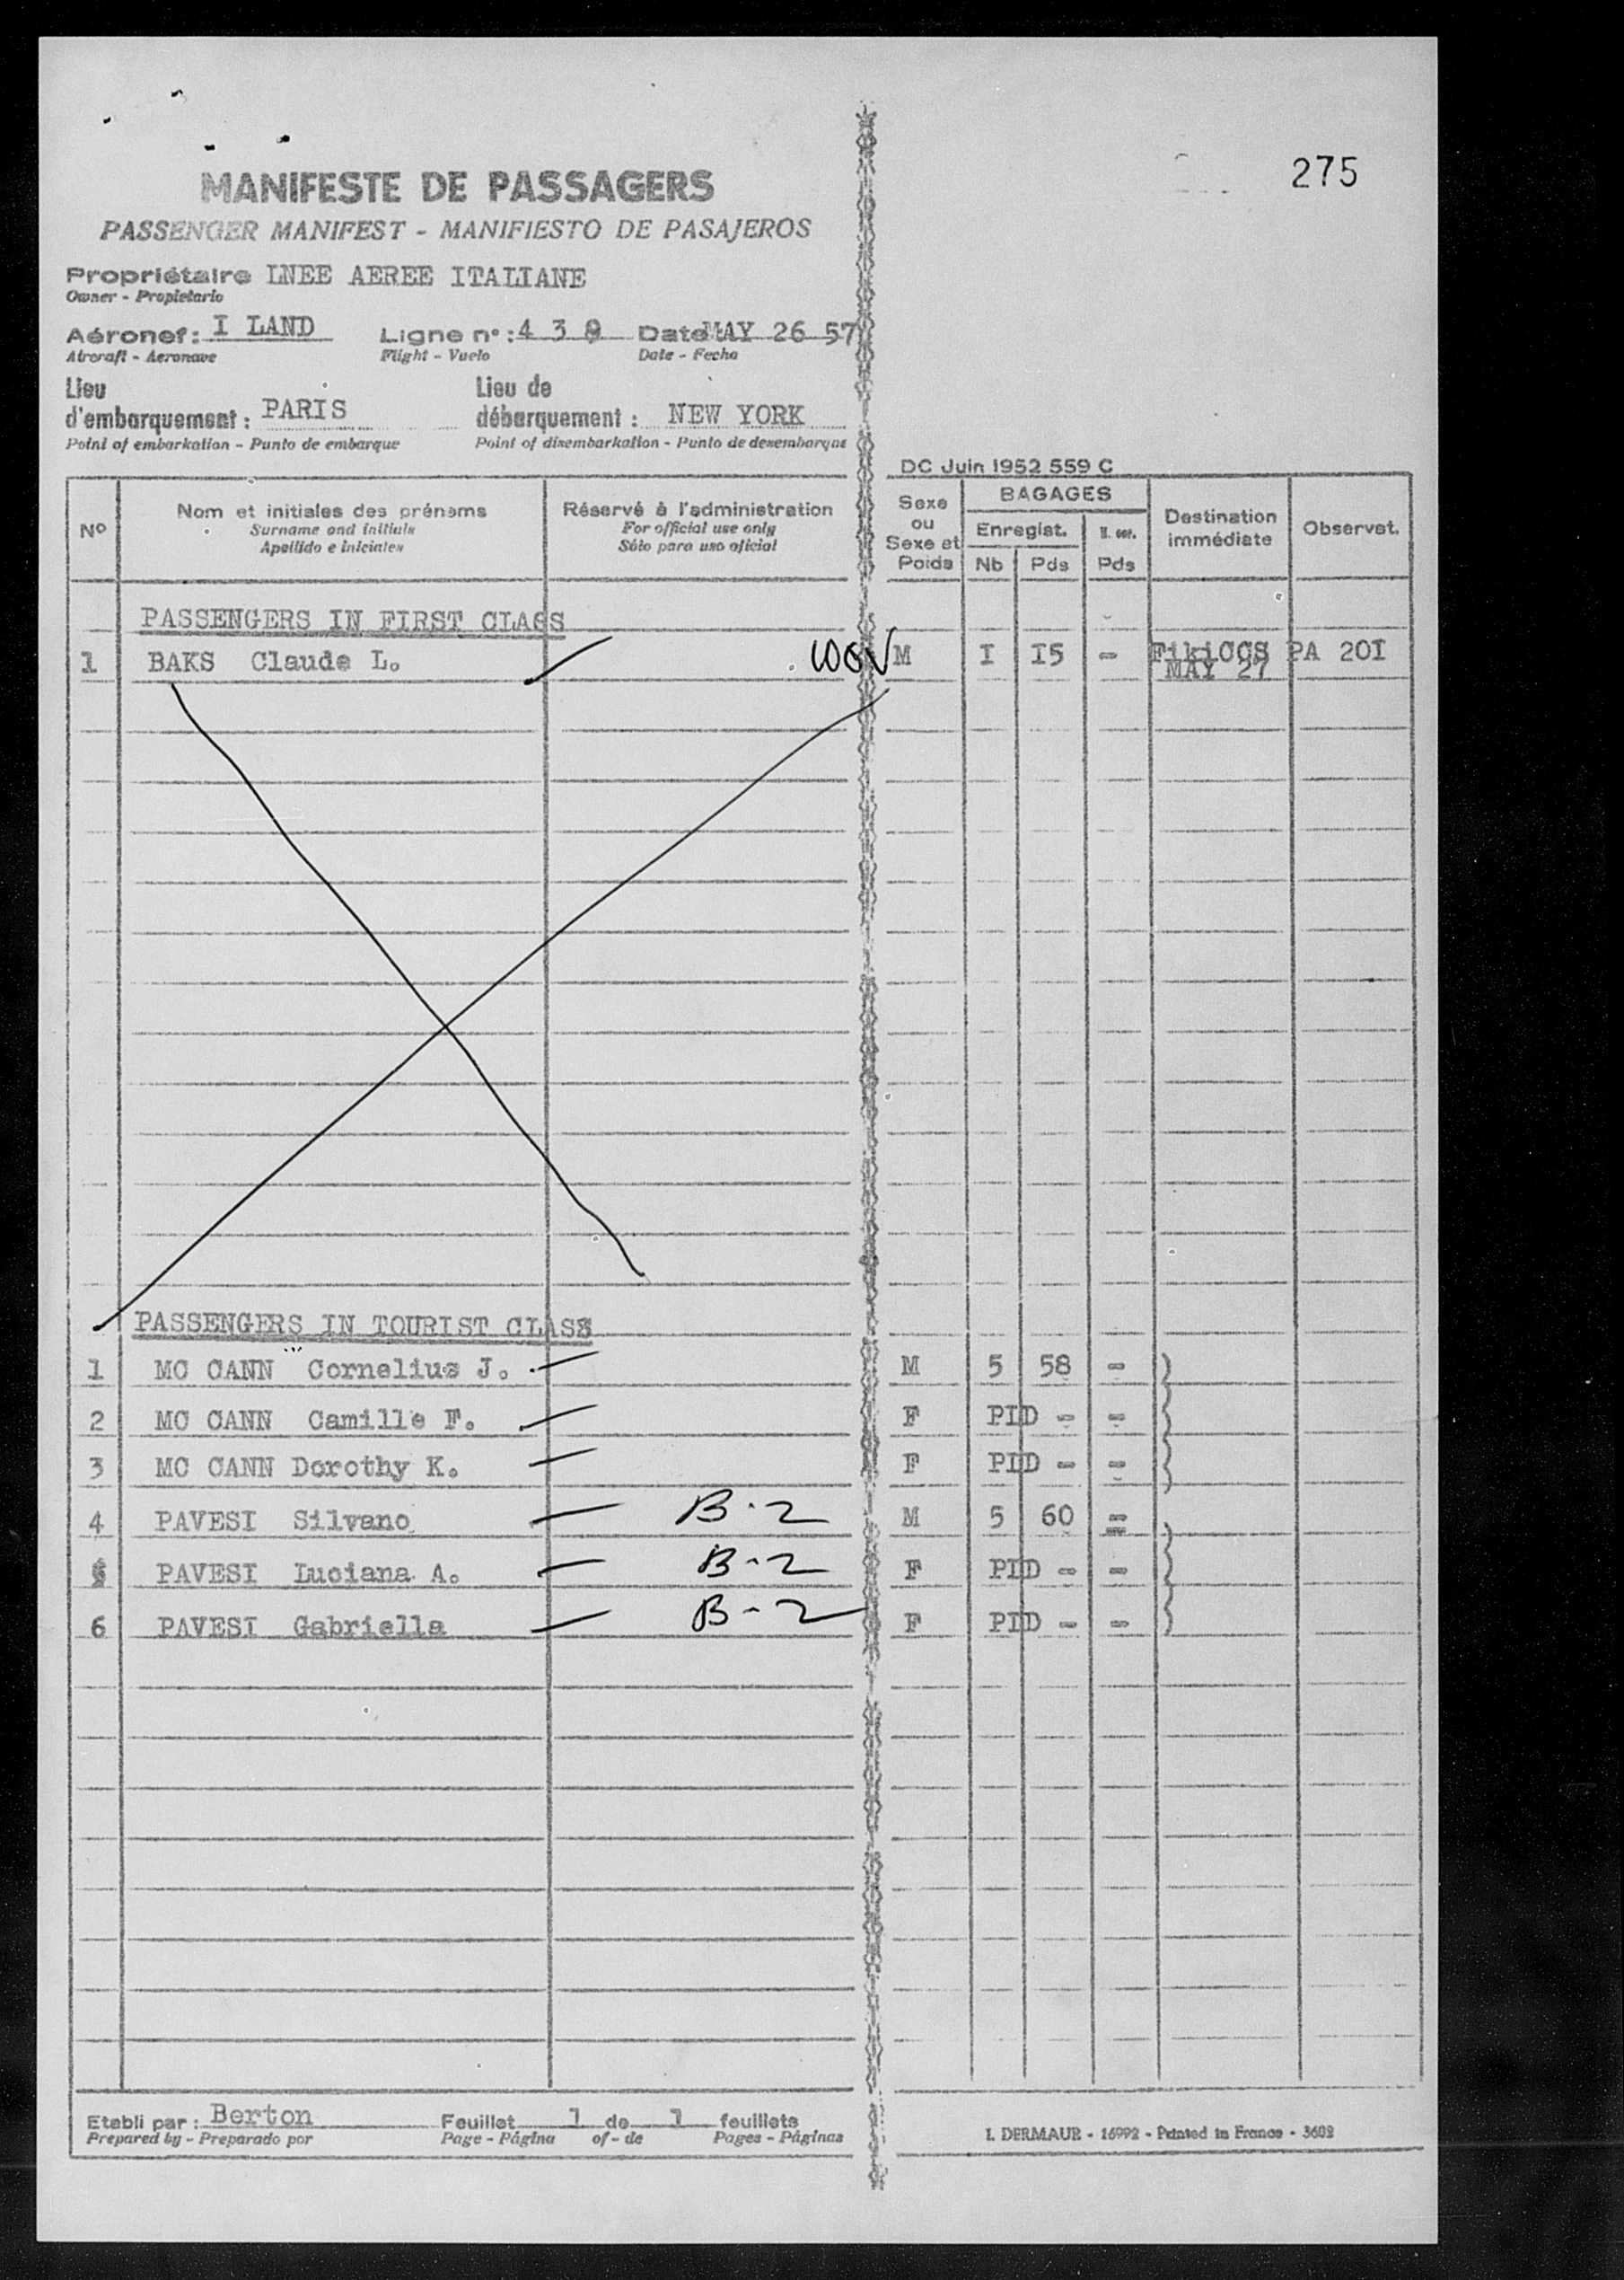 275
MANIFESTE DE PASSAGERS
PASSENGER MANIFEST - MANIFIESTO DE PASAJEROS
Propriétaire LNEE AEREE ITALIANE
Owner - Propietario
Aéronef: I LAND Ligne n°: 4 3 Date MAY 26 57
Aircraft - Aeronave Flight - Vuelo Date - Fecha
Lieu d'embarquement : PARIS Lieu de débarquement : NEW YORK
Point of embarkation - Punto de embarque Point of disembarkation - Punto de desembarque
DC Juin 1952 559 C
N° Nom et initiales des prénoms Réservé à l'administration Sexe ou Sexe et Poids BAGAGES Destination immédiate Observat.
Surname and initials For official use only Enregist.
Apellido e iniciales Sólo para uso oficial Nb Pds Pds
PASSENGERS IN FIRST CLASS
1 BAKS Claude L. M I I5 - PA 20I
MAY 27
PASSENGERS IN TOURIST CLASS
1 MC CANN Cornelius J. M 5 58 -
2 MC CANN Camille F. F PID - -
3 MC CANN Dorothy K. F PID - -
4 PAVESI Silvano B-2 M 5 60 =
5 PAVESI Luciana A. B-2 F PID - -
6 PAVESI Gabriella B-2 F PID - -
Etabli par : Berton Feuillet 1 de 1 feuillets
Prepared by - Preparado por Page - Página of - de Pages - Páginas
I. DERMAUR - 16992 - Printed in France - 3602